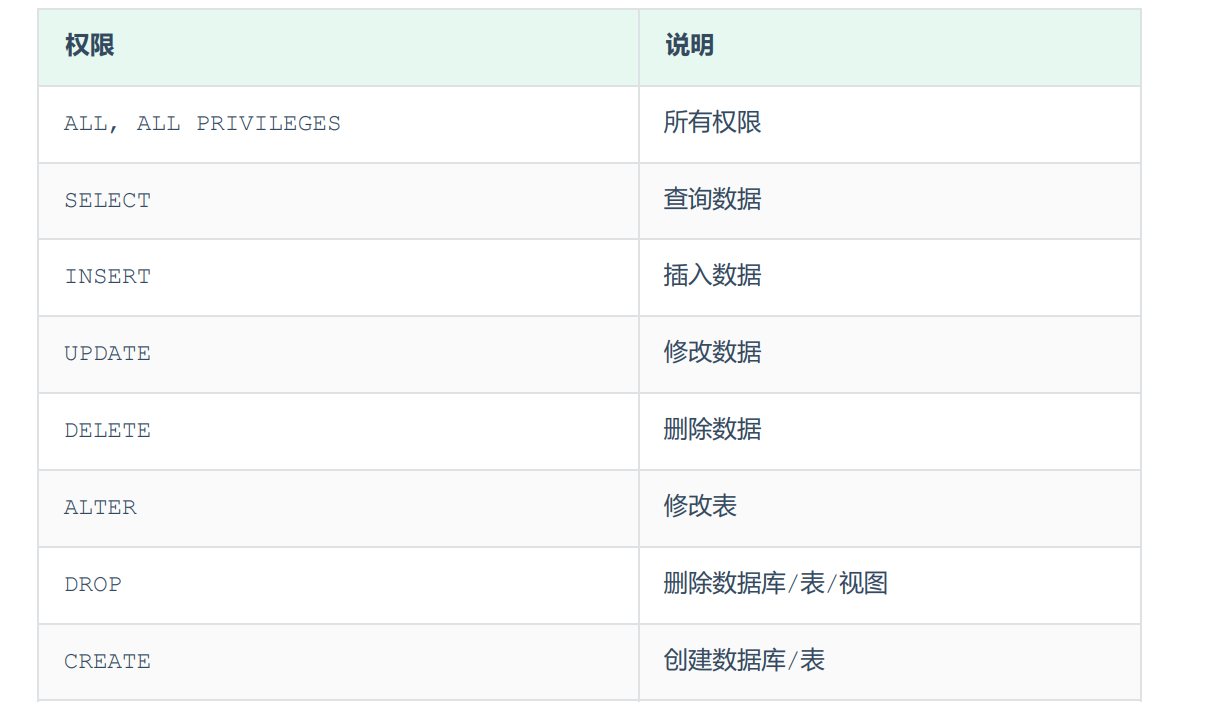 权限 说明
ALL, ALL PRIVILEGES 所有权限
SELECT 查询数据
INSERT 插入数据
UPDATE 修改数据
DELETE 删除数据
ALTER 修改表
DROP 删除数据库/表/视图
CREATE 创建数据库/表